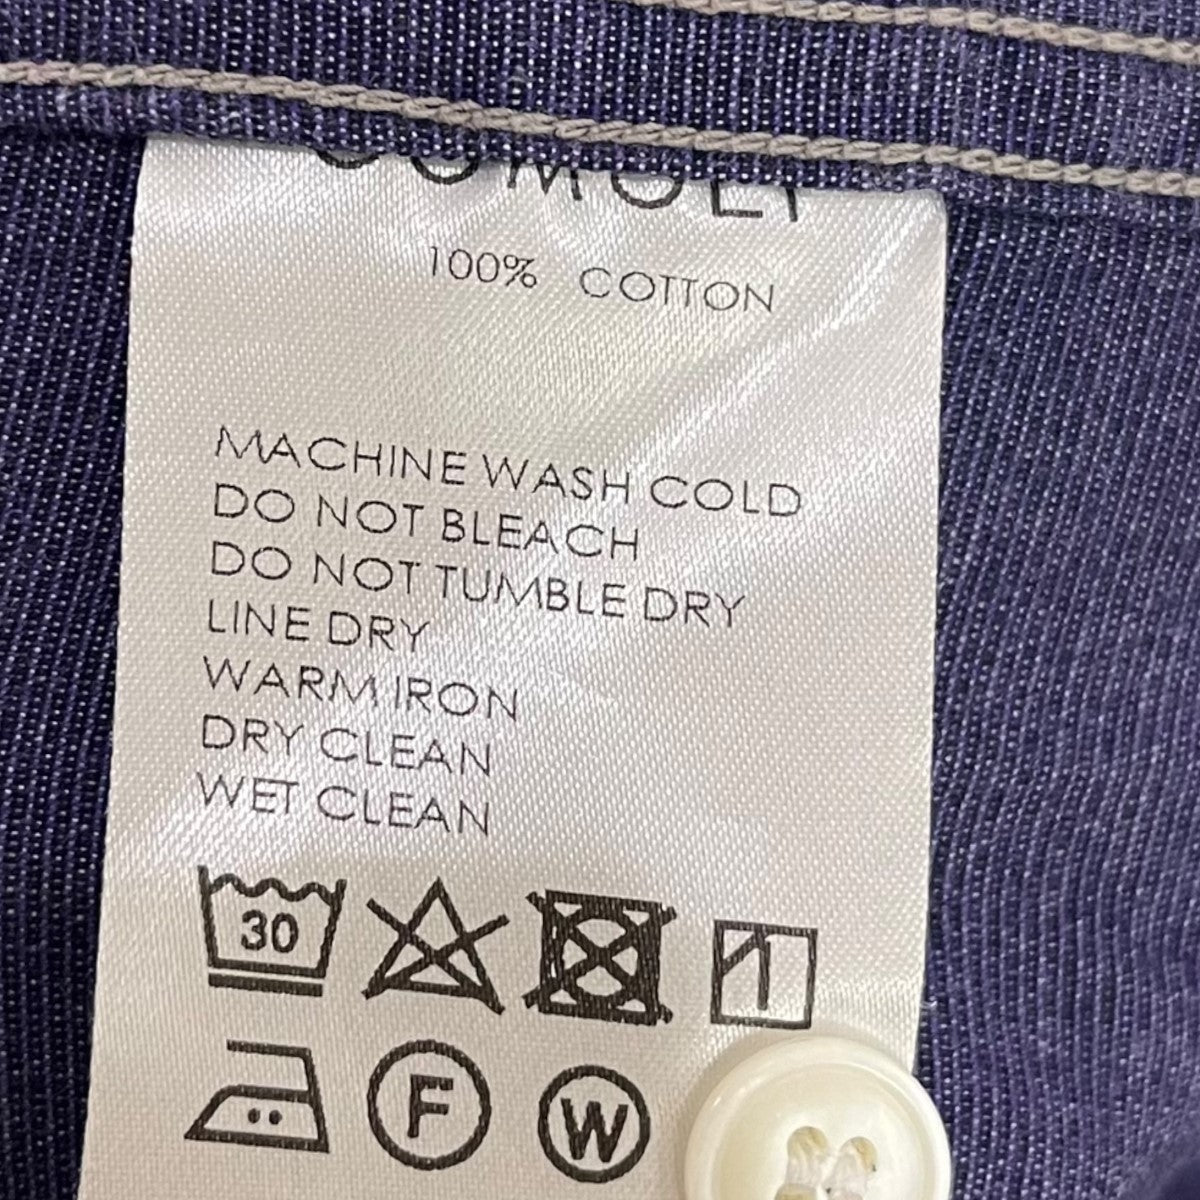 COMOLI
100% COTTON
MACHINE WASH COLD
DO NOT BLEACH
DO NOT TUMBLE DRY
LINE DRY
WARM IRON
DRY CLEAN
WET CLEAN
30
F W